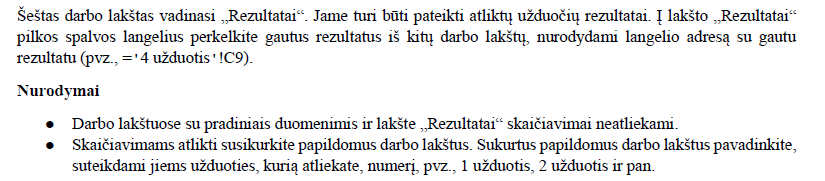 Šeštas darbo lakštas vadinasi „Rezultatai“. Jame turi būti pateikti atliktų užduočių rezultatai. Į lakšto „Rezultatai“
pilkos spalvos langelius perkelkite gautus rezultatus iš kitų darbo lakštų, nurodydami langelio adresą su gautu
rezultatu (pvz., ='4 užduotis'!C9).
Nurodymai
● Darbo lakštuose su pradiniais duomenimis ir lakšte „Rezultatai“ skaičiavimai neatliekami.
● Skaičiavimams atlikti susikurkite papildomus darbo lakštus. Sukurtus papildomus darbo lakštus pavadinkite,
suteikdami jiems užduoties, kurią atliekate, numerį, pvz., 1 užduotis, 2 užduotis ir pan.